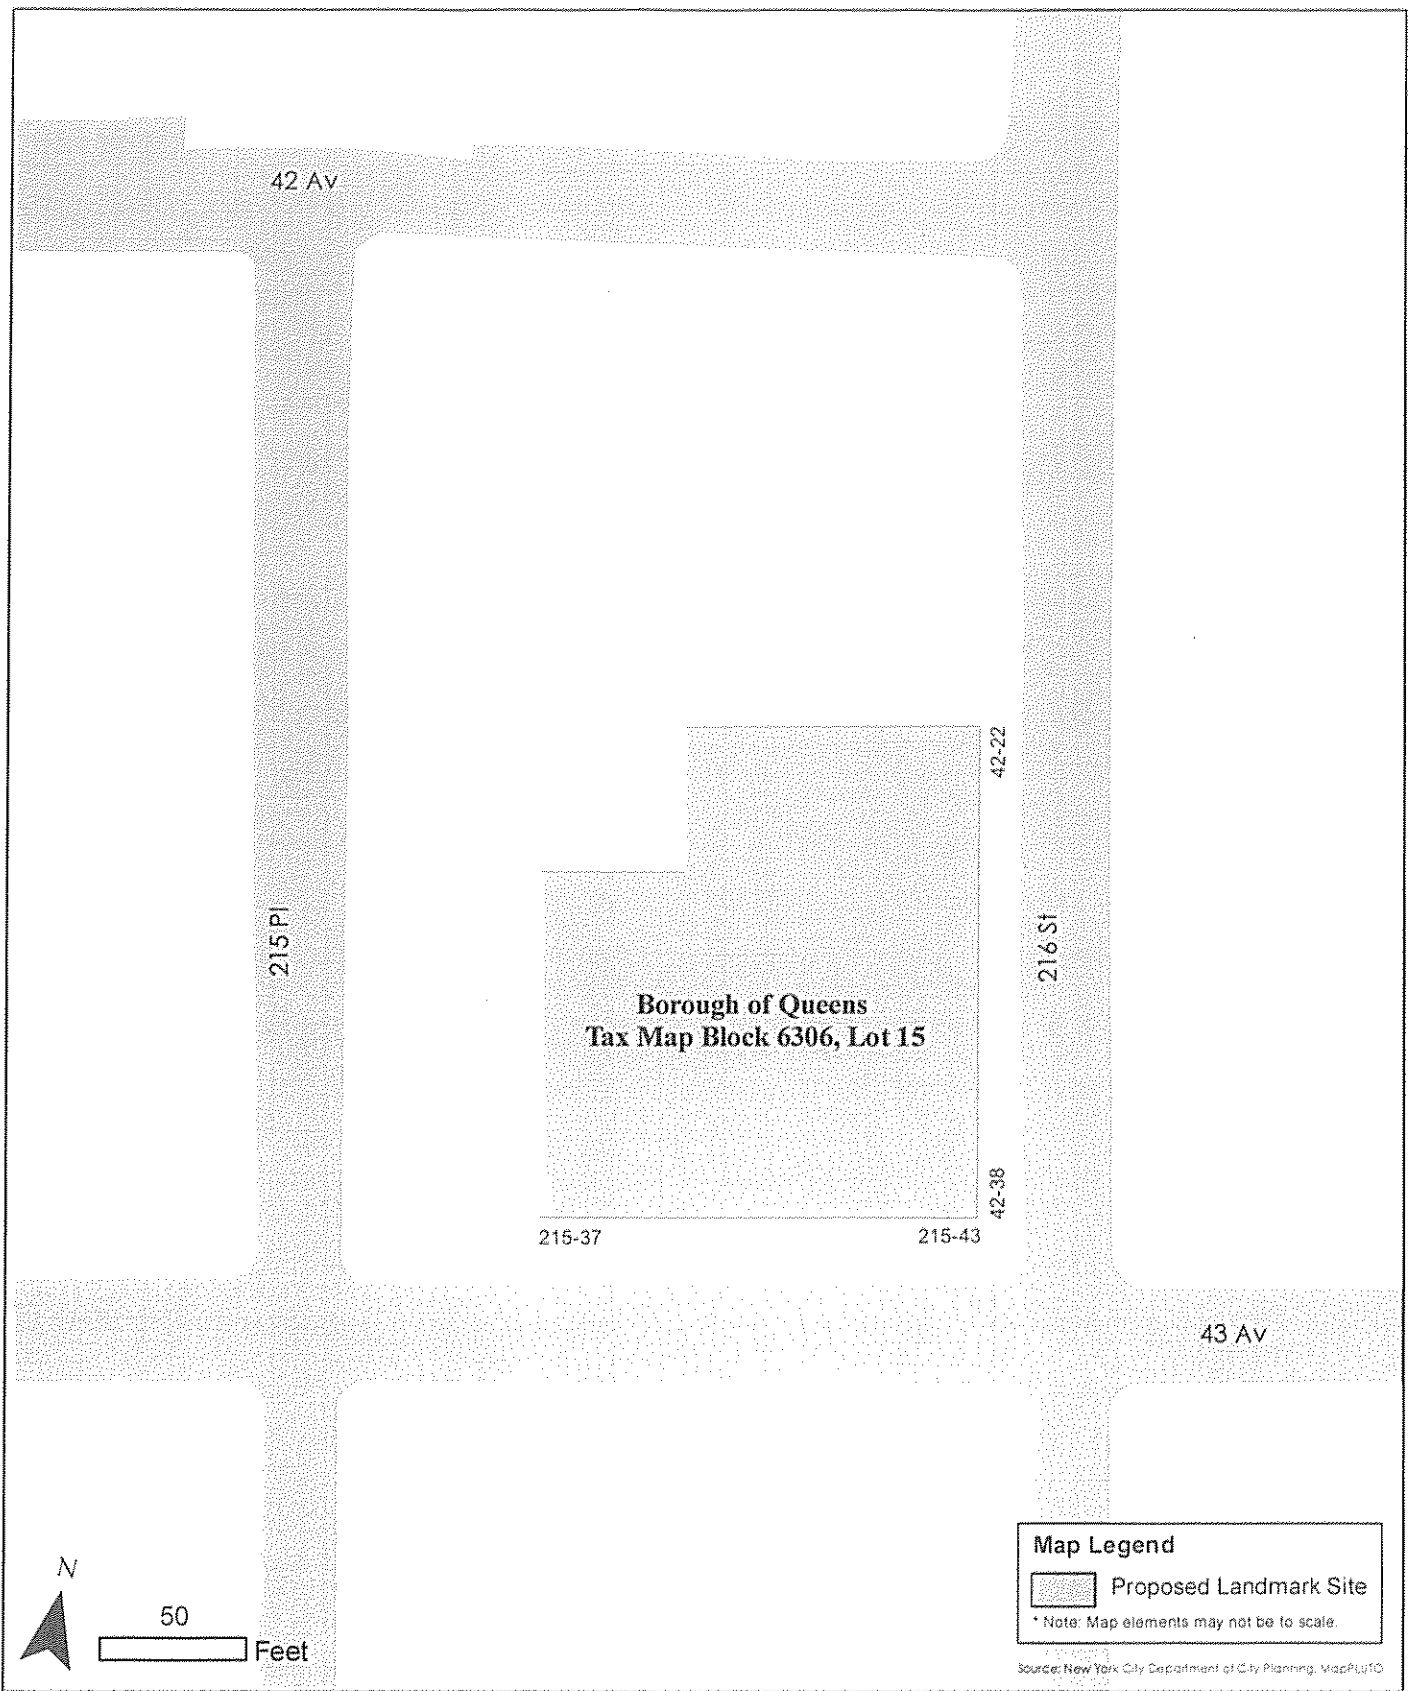 42 Av
42-22
215 Pl
216 St
Borough of Queens
Tax Map Block 6306, Lot 15
42-38
215-37
215-43
43 Av
N
50
Feet
Map Legend
Proposed Landmark Site
* Note: Map elements may not be to scale.
Source: New York City Department of City Planning, MapPLUTO